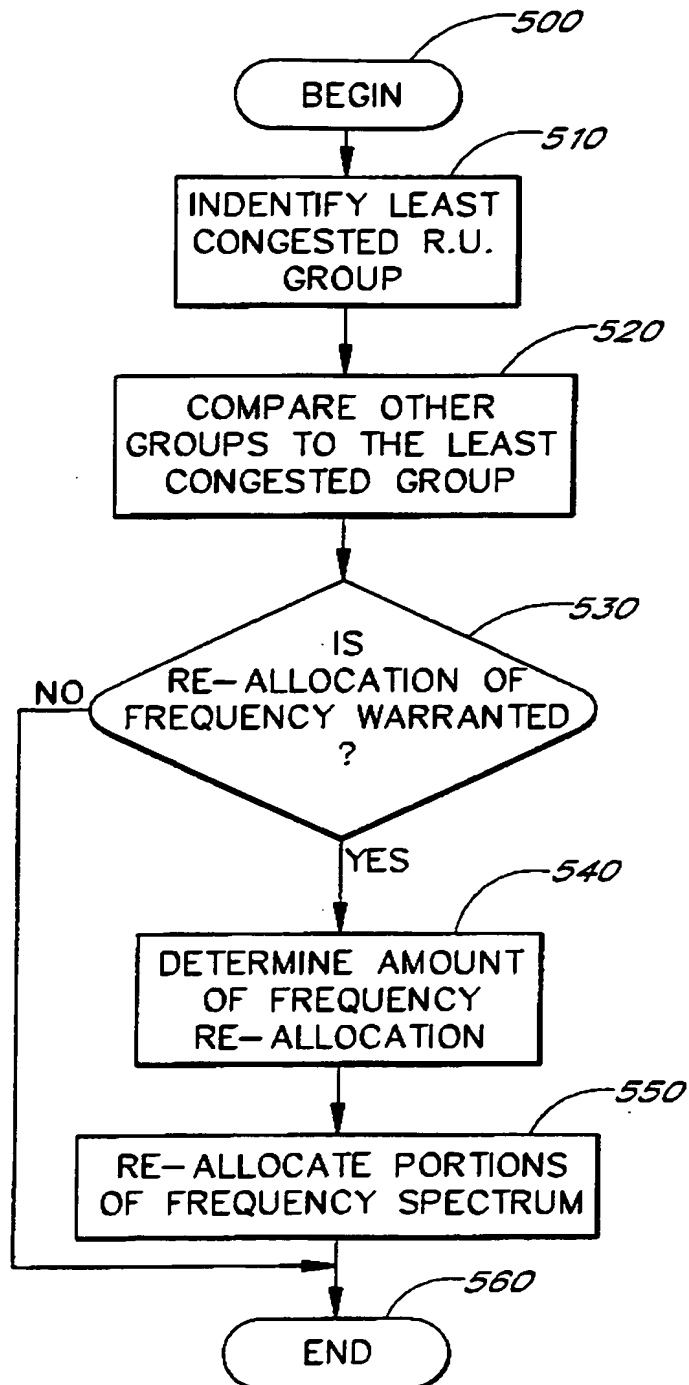 500
BEGIN
510
INDENTIFY LEAST
CONGESTED R.U.
GROUP
520
COMPARE OTHER
GROUPS TO THE LEAST
CONGESTED GROUP
530
IS
RE-ALLOCATION OF
FREQUENCY WARRANTED
?
NO
YES
540
DETERMINE AMOUNT
OF FREQUENCY
RE-ALLOCATION
550
RE-ALLOCATE PORTIONS
OF FREQUENCY SPECTRUM
560
END